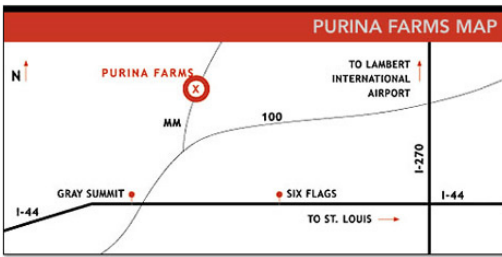 PURINA FARMS MAP
N
PURINA FARMS
X
TO LAMBERT
INTERNATIONAL
AIRPORT
MM
100
I-270
GRAY SUMMIT
SIX FLAGS
I-44
I-44
TO ST. LOUIS